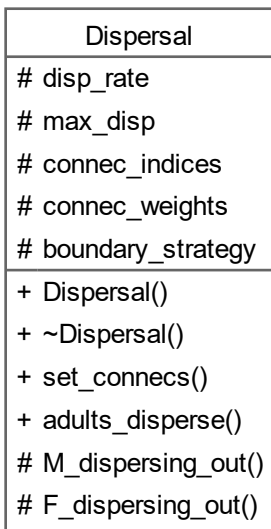 Dispersal
# disp_rate
# max_disp
# connec_indices
# connec_weights
# boundary_strategy
+ Dispersal()
+ ~Dispersal()
+ set_connecs()
+ adults_disperse()
# M_dispersing_out()
# F_dispersing_out()